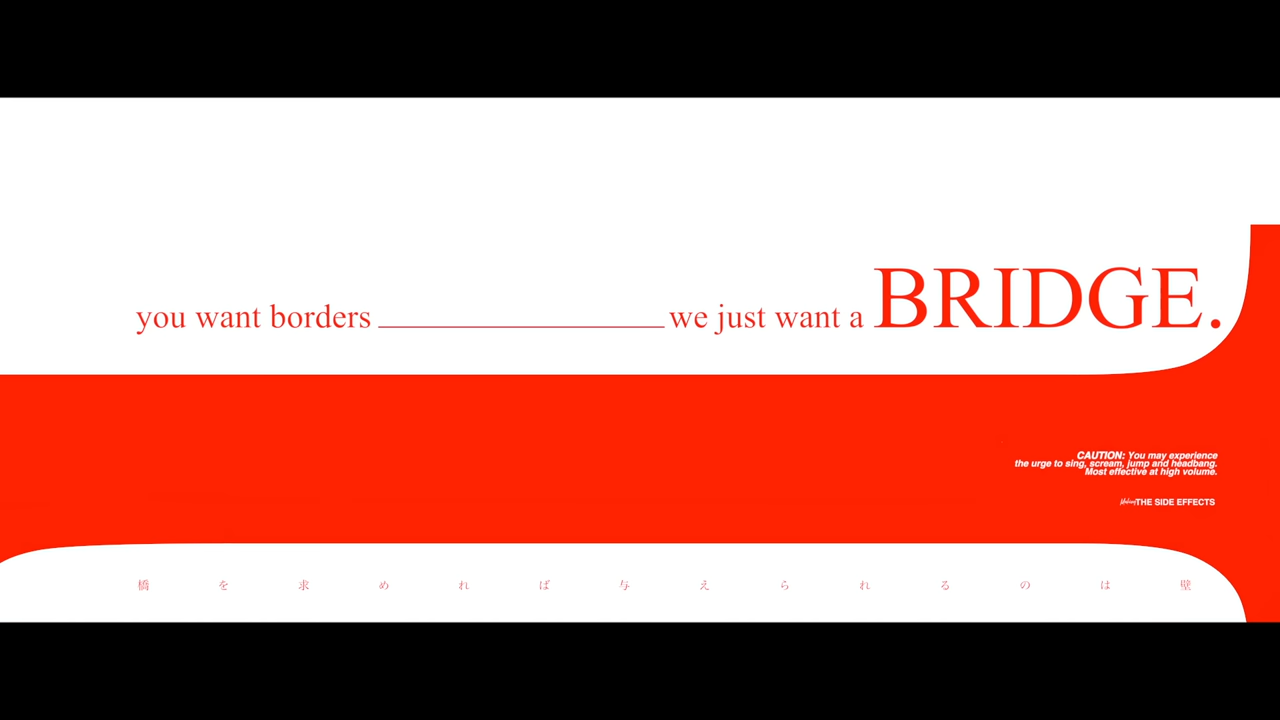 you want borders we just want a BRIDGE.
CAUTION: You may experience
the urge to sing, scream, jump and headbang.
Most effective at high volume.
THE SIDE EFFECTS
橋を求めれば与えられるのは壁